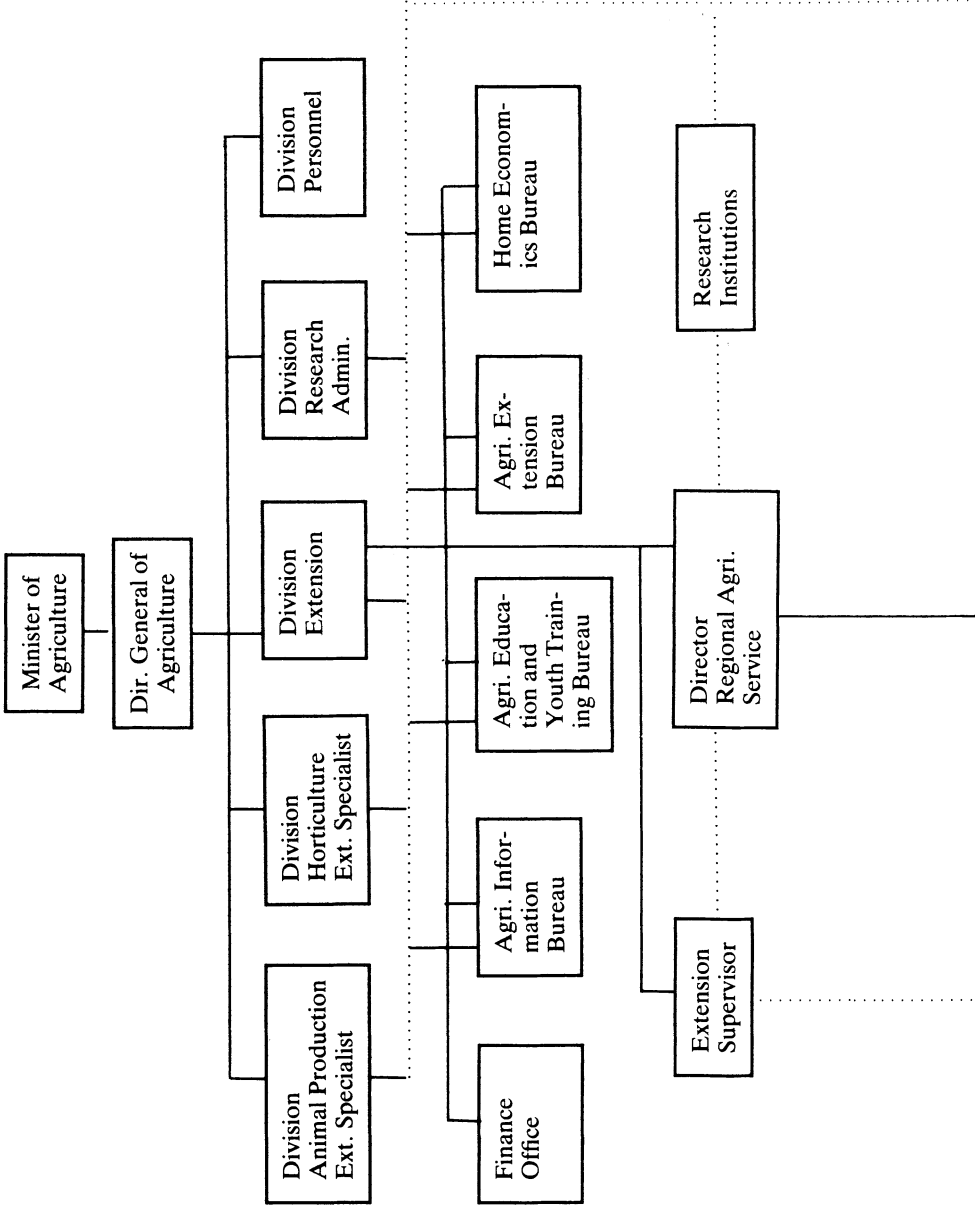 Minister of
Agriculture
Dir. General of
Agriculture
Division
Animal Production
Ext. Specialist
Division
Horticulture
Ext. Specialist
Division
Extension
Division
Research
Admin.
Division
Personnel
Finance
Office
Agri. Infor-
mation
Bureau
Agri. Educa-
tion and
Youth Train-
ing Bureau
Agri. Ex-
tension
Bureau
Home Econom-
ics Bureau
Extension
Supervisor
Director
Regional Agri.
Service
Research
Institutions